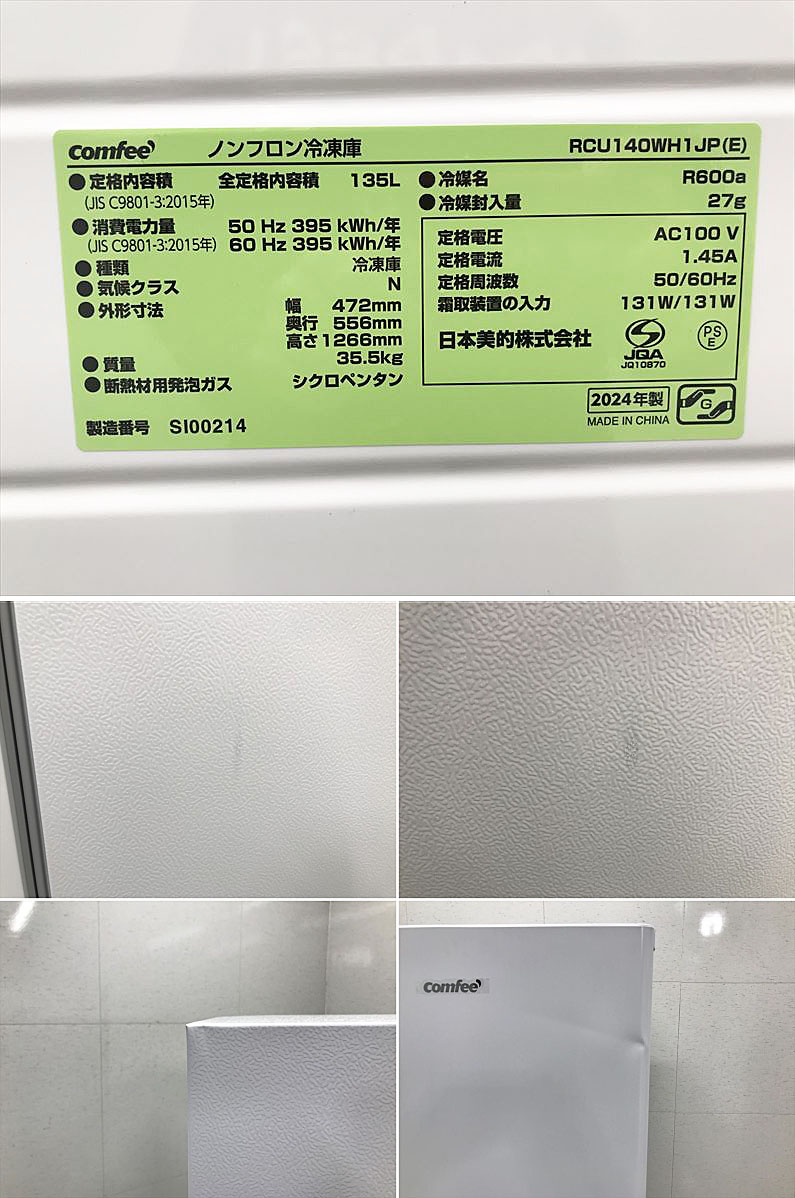 comfee ノンフロン冷凍庫 RCU140WH1JP(E)
●定格内容積 全定格内容積 135L
(JIS C9801-3:2015年)
●消費電力量 50 Hz 395 kWh/年
(JIS C9801-3:2015年) 60 Hz 395 kWh/年
●種類 冷凍庫
●気候クラス N
●外形寸法 幅 472mm
奥行 556mm
高さ1266mm
●質量 35.5kg
●断熱材用発泡ガス シクロペンタン
製造番号 SI00214
●冷媒名 R600a
●冷媒封入量 27g
定格電圧 AC100 V
定格電流 1.45A
定格周波数 50/60Hz
霜取装置の入力 131W/131W
日本美的株式会社
JQA
JQ10870
PS
E
2024年製
MADE IN CHINA
G
comfee